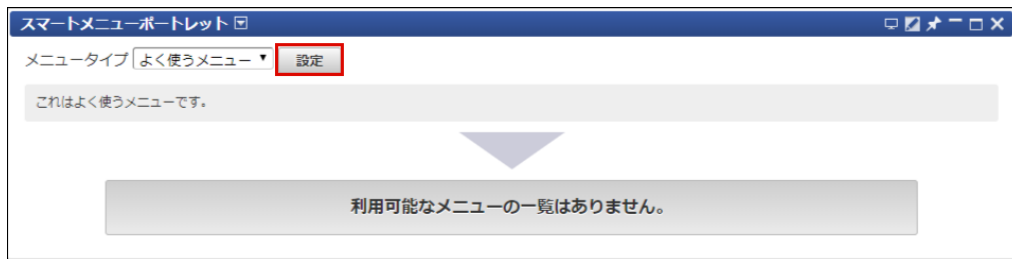 スマートメニューポートレット
メニュータイプ よく使うメニュー 設定
これはよく使うメニューです。
利用可能なメニューの一覧はありません。